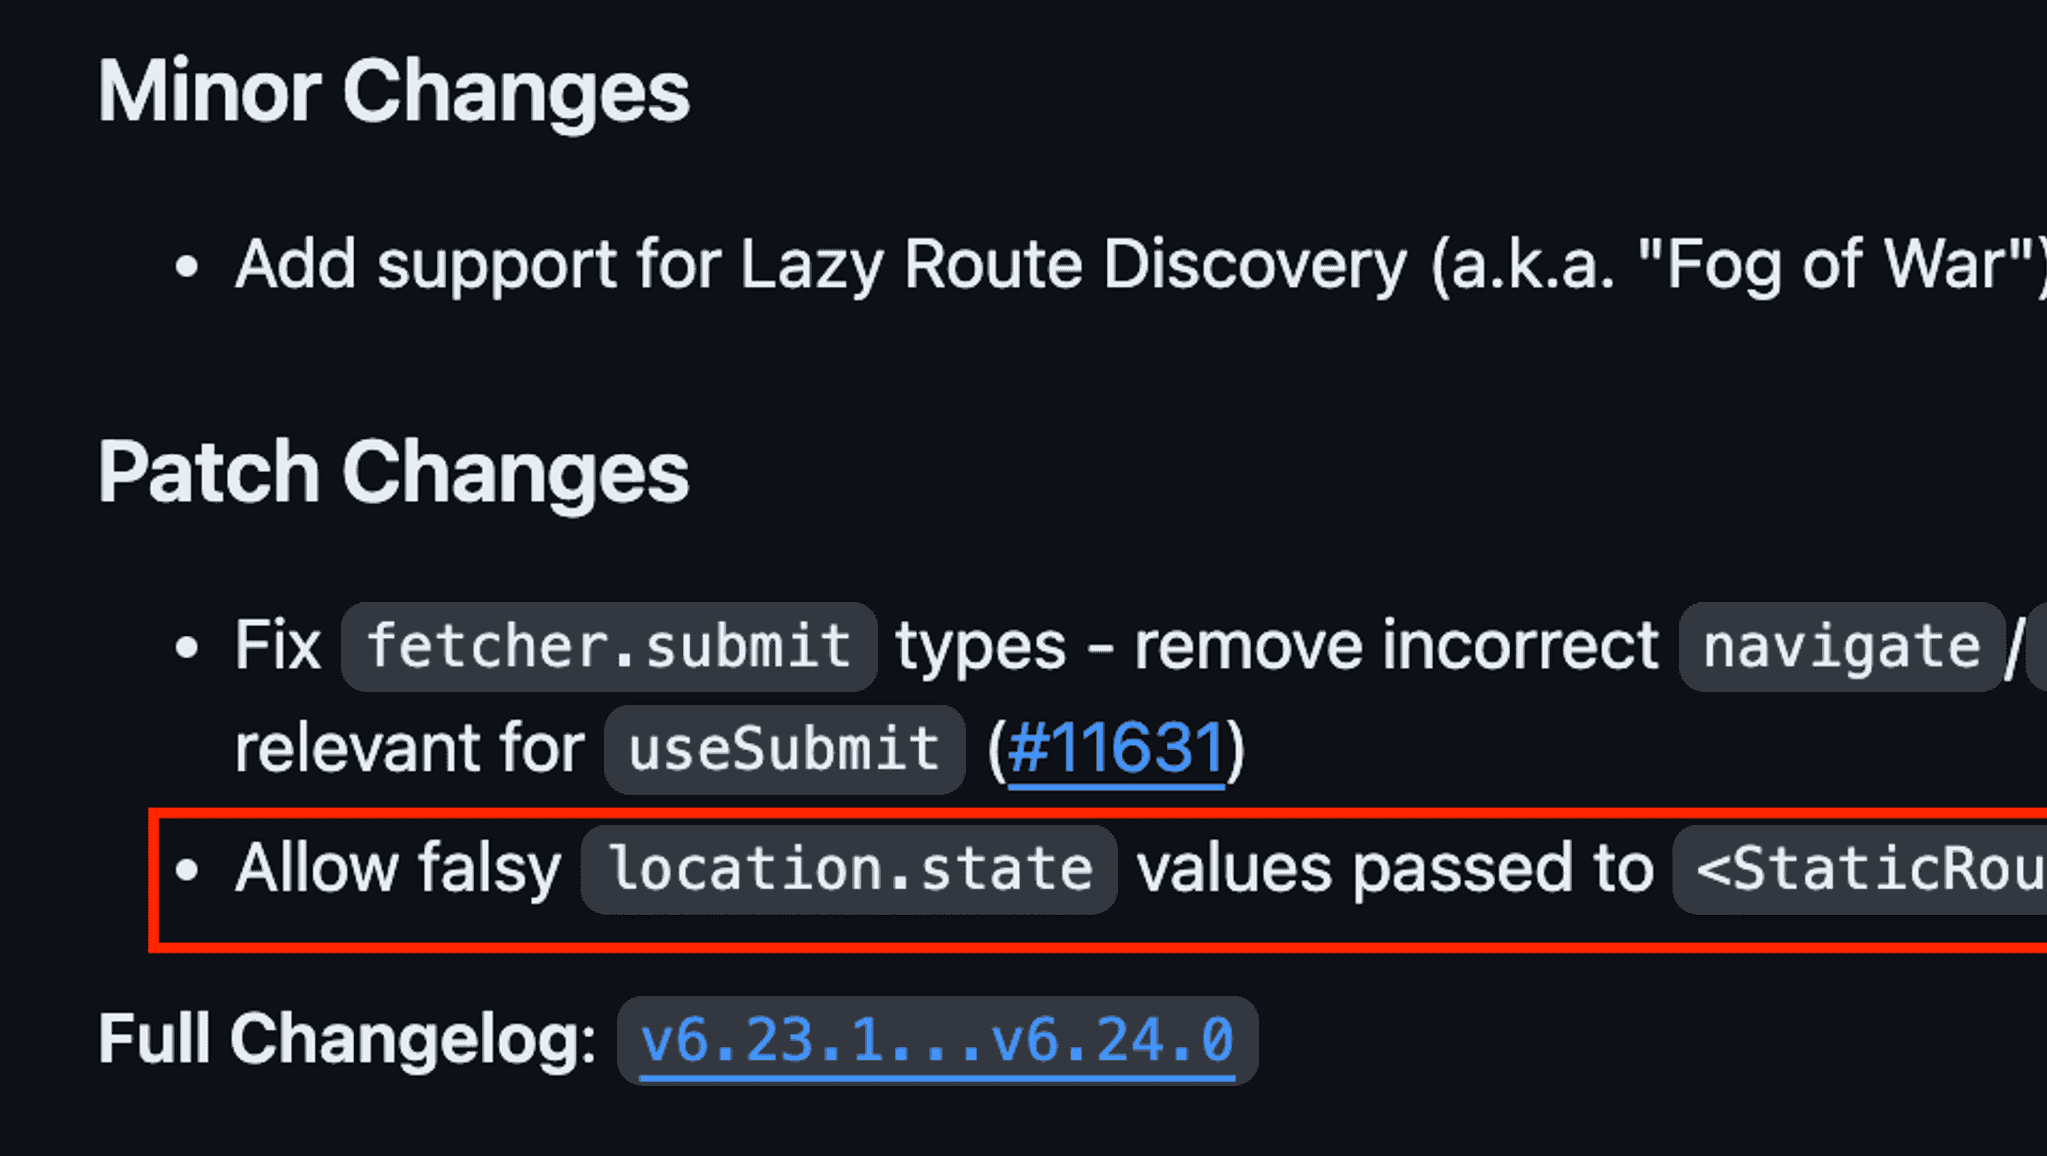 Minor Changes
• Add support for Lazy Route Discovery (a.k.a. "Fog of War")
Patch Changes
• Fix fetcher.submit types - remove incorrect navigate/
relevant for useSubmit (#11631)
• Allow falsy location.state values passed to <StaticRou
Full Changelog: v6.23.1...v6.24.0